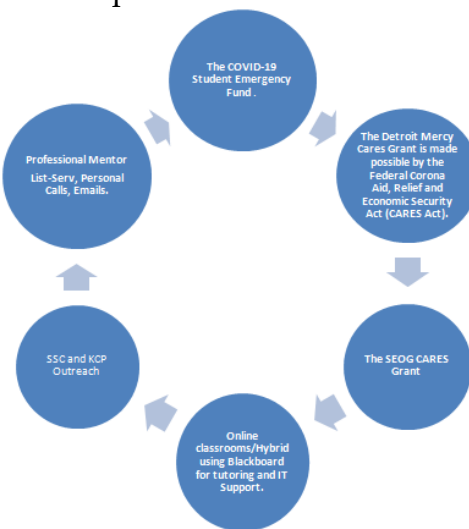 The COVID-19
Student Emergency
Fund .
The Detroit Mercy
Cares Grant is made
possible by the
Federal Corona
Aid, Relief and
Economic Security
Act (CARES Act).
The SEOG CARES
Grant
Online
classrooms/Hybrid
using Blackboard
for tutoring and IT
Support.
SSC and KCP
Outreach
Professional Mentor
List-Serv, Personal
Calls, Emails.